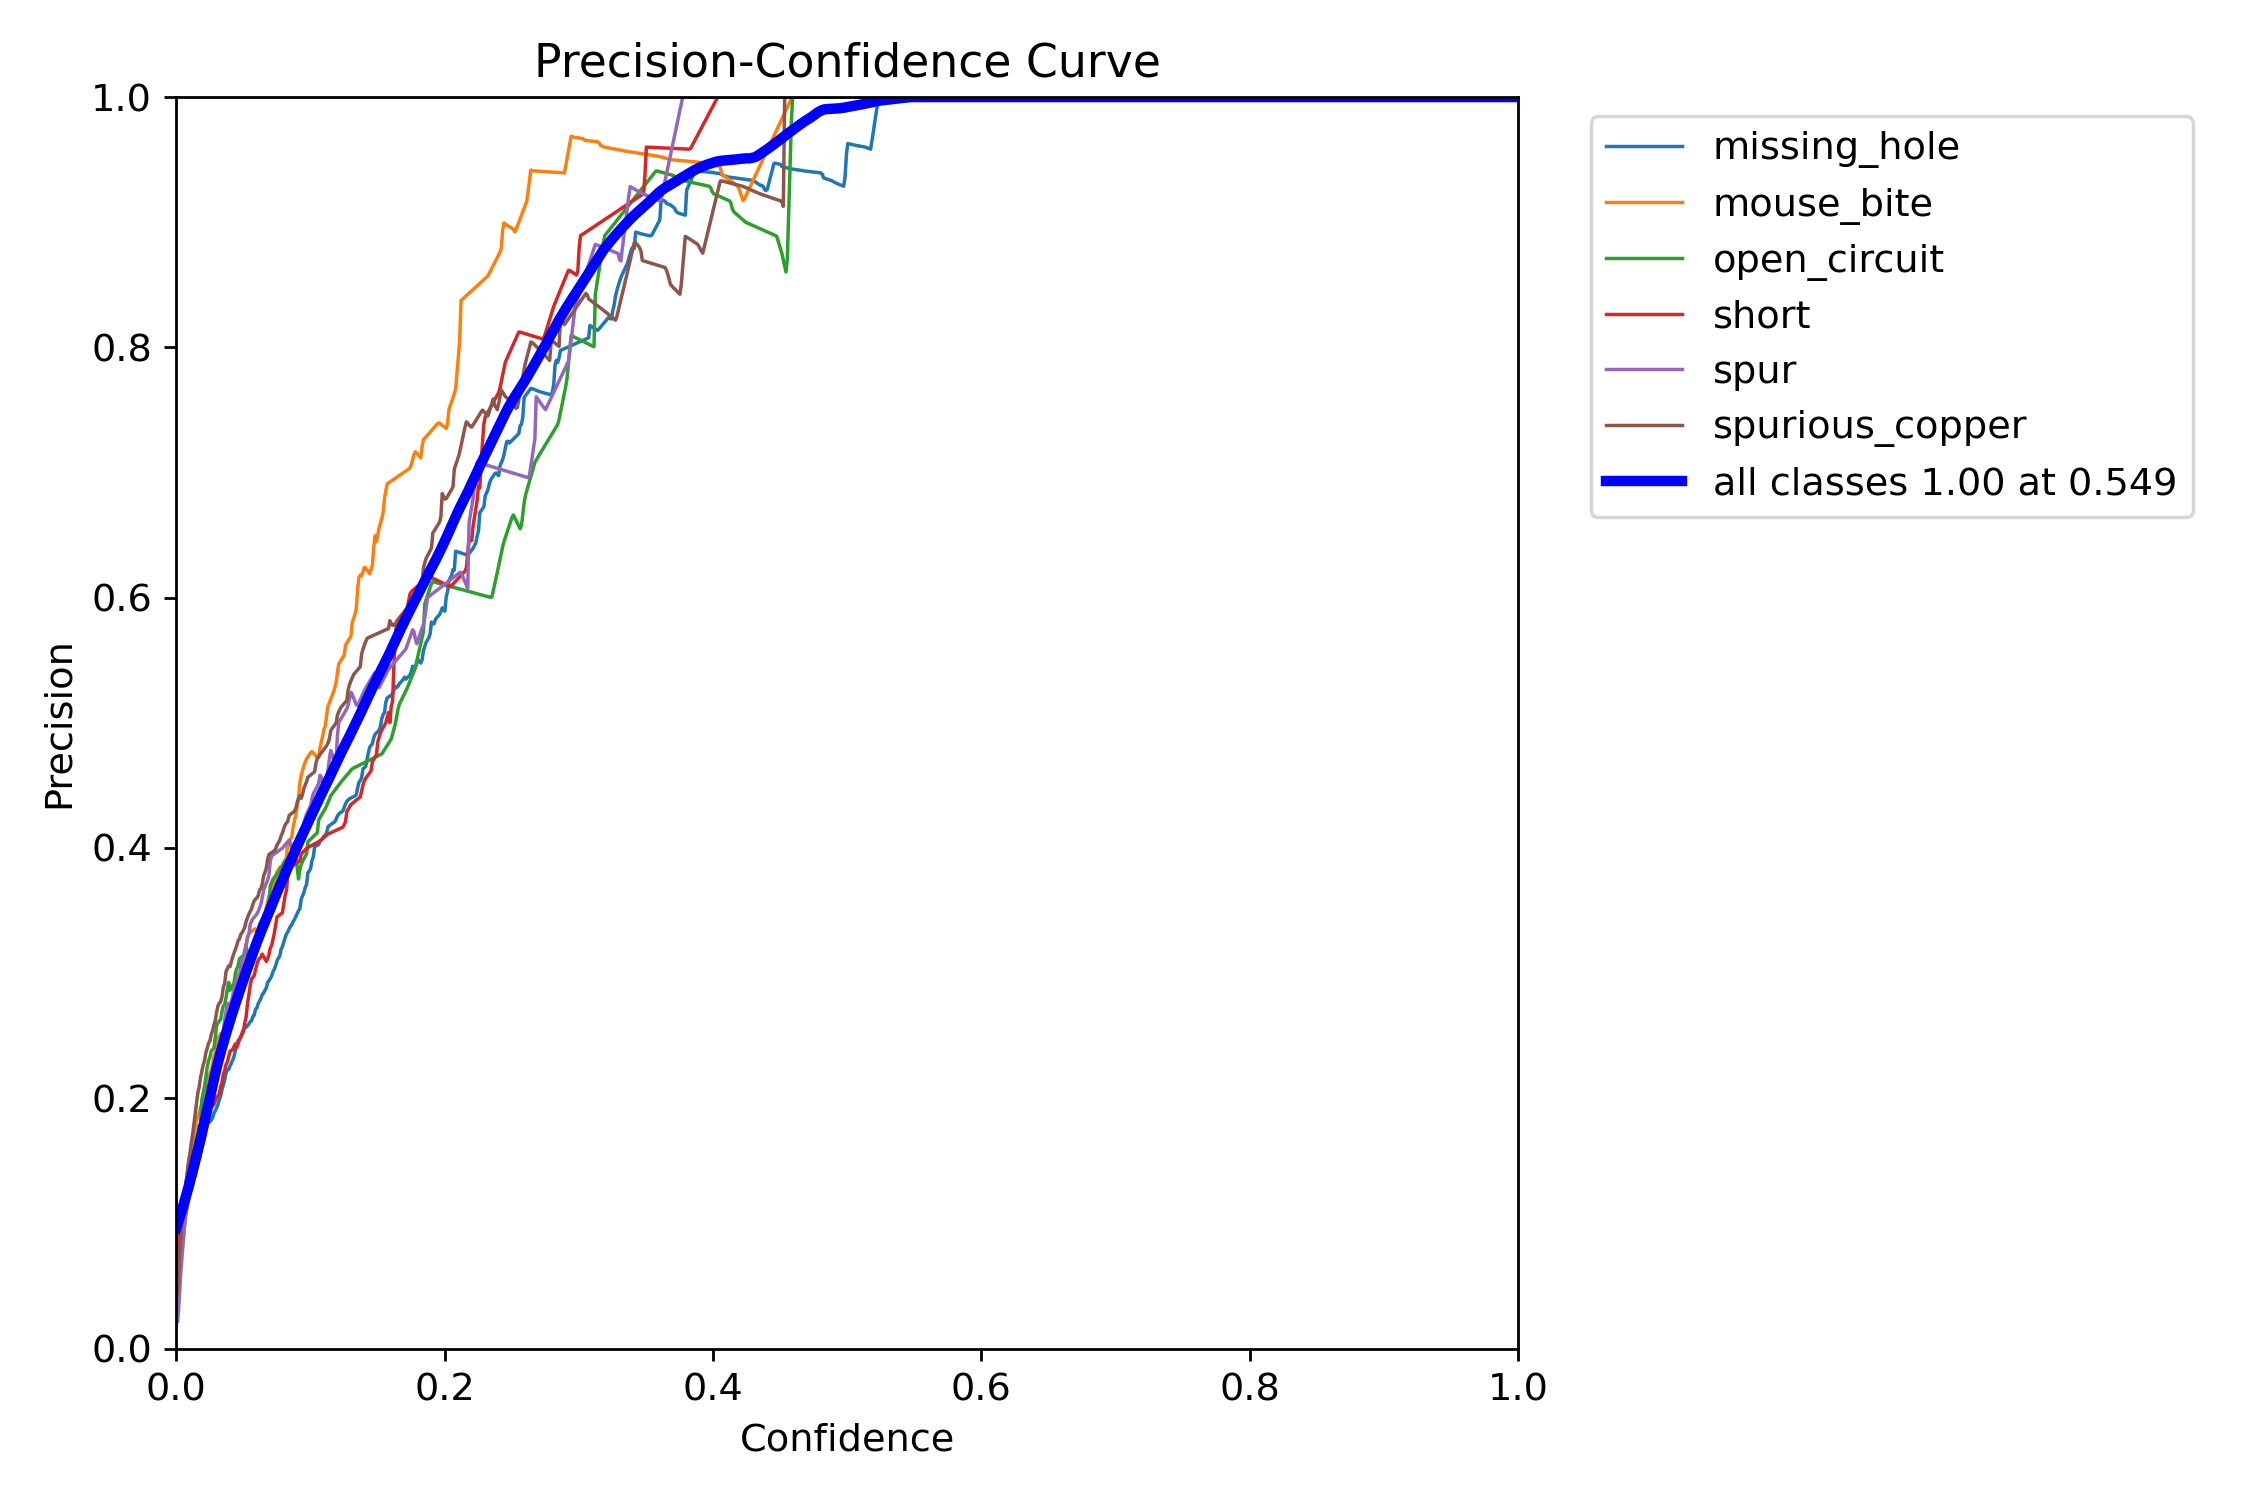 Precision-Confidence Curve
1.0
0.8
0.6
0.4
0.2
0.0
Precision
0.0 0.2 0.4 0.6 0.8 1.0
Confidence
missing_hole
mouse_bite
open_circuit
short
spur
spurious_copper
all classes 1.00 at 0.549